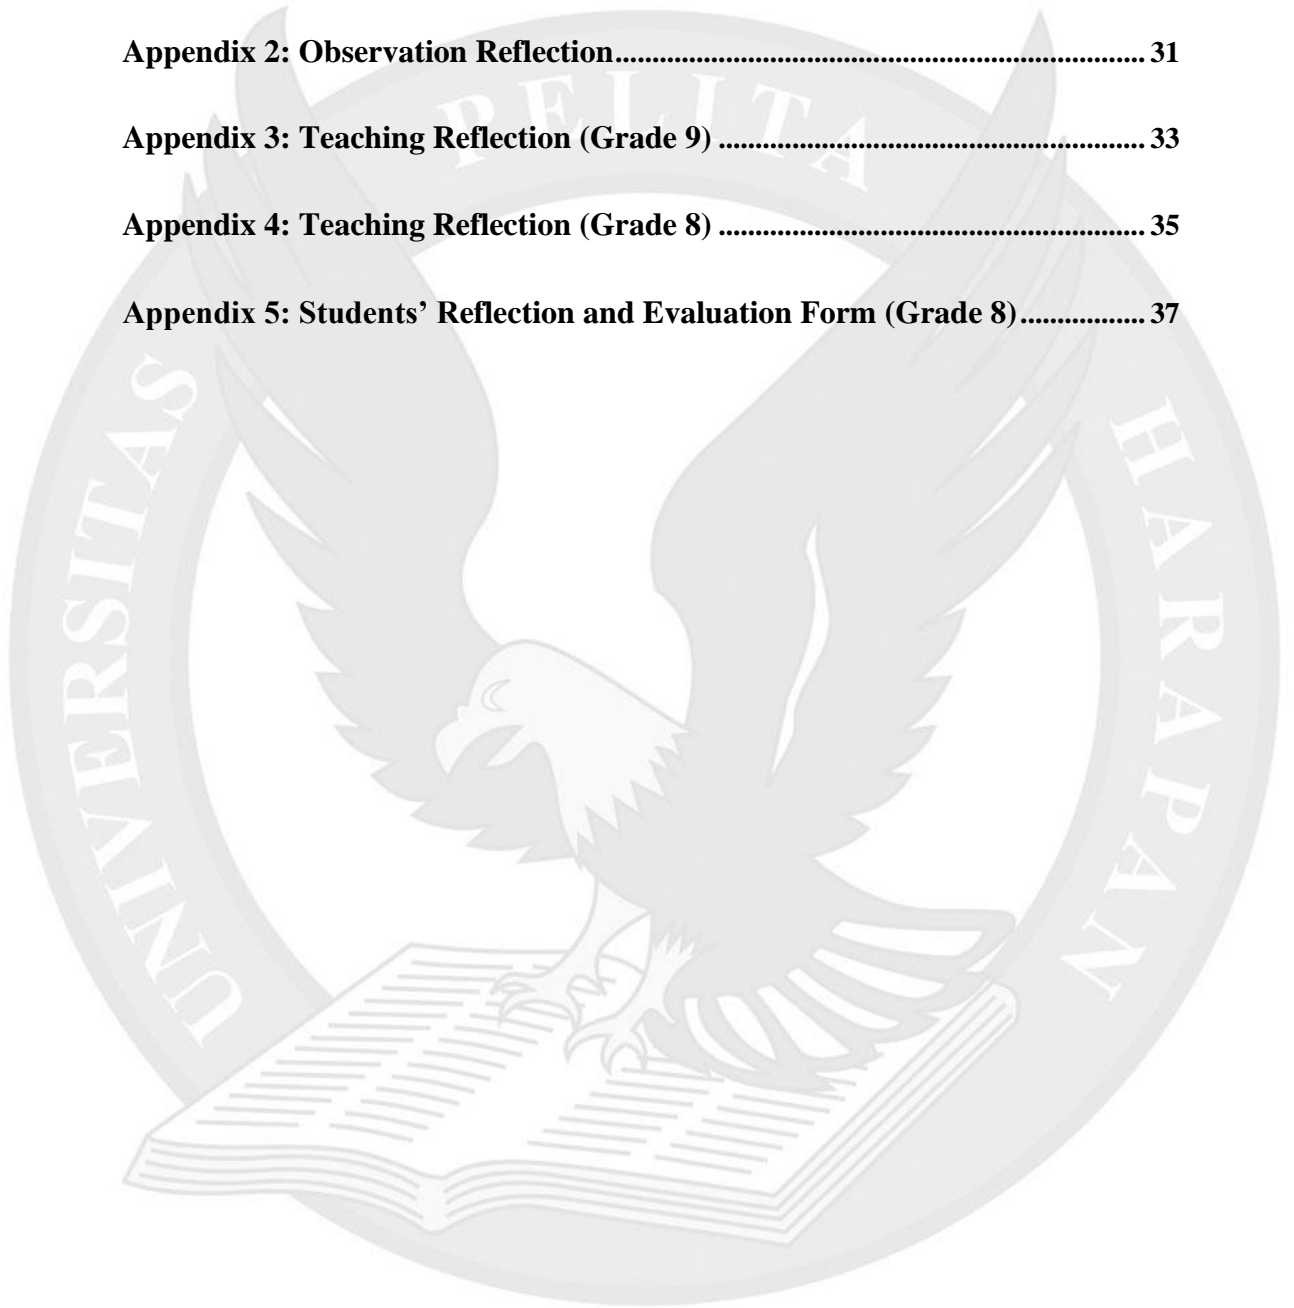 Appendix 2: Observation Reflection........................................................................ 31
Appendix 3: Teaching Reflection (Grade 9) .......................................................... 33
Appendix 4: Teaching Reflection (Grade 8) .......................................................... 35
Appendix 5: Students’ Reflection and Evaluation Form (Grade 8)................. 37
UNIVERSITAS PELITA HARAPAN